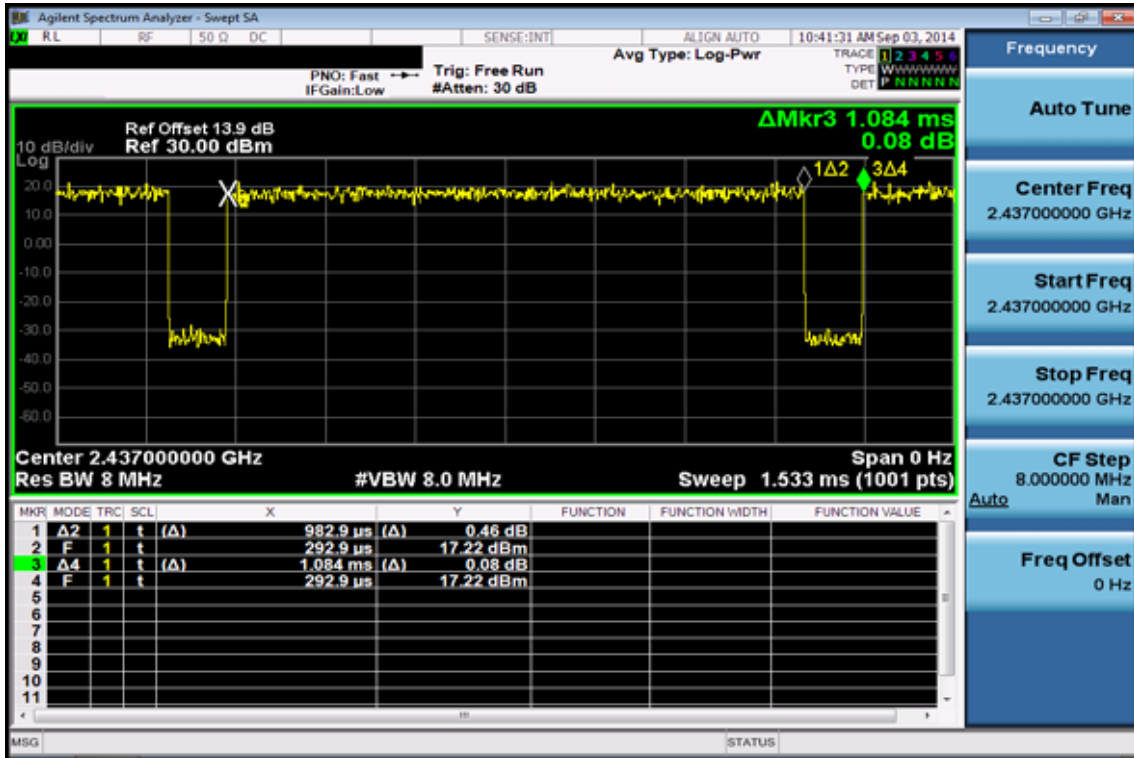 Agilent Spectrum Analyzer - Swept SA
RL RF 50 Ω DC SENSE:INT ALIGN AUTO 10:41:31 AM Sep 03, 2014
Avg Type: Log-Pwr TRACE 1 2 3 4 5 6
PNO: Fast Trig: Free Run TYPE W W W W W W
IFGain:Low #Atten: 30 dB DET P N N N N N
Frequency
Auto Tune
Center Freq
2.437000000 GHz
Start Freq
2.437000000 GHz
Stop Freq
2.437000000 GHz
CF Step
8.000000 MHz
Auto Man
Freq Offset
0 Hz
ΔMkr3 1.084 ms
0.08 dB
Ref Offset 13.9 dB
10 dB/div Ref 30.00 dBm
Log
1Δ2 3Δ4
20.0
10.0
0.00
-10.0
-20.0
-30.0
-40.0
-50.0
-60.0
Center 2.437000000 GHz Span 0 Hz
Res BW 8 MHz #VBW 8.0 MHz Sweep 1.533 ms (1001 pts)
MKR MODE TRC SCL X Y FUNCTION FUNCTION WIDTH FUNCTION VALUE
1 Δ2 1 t (Δ) 982.9 µs (Δ) 0.46 dB
2 F 1 t 292.9 µs 17.22 dBm
3 Δ4 1 t (Δ) 1.084 ms (Δ) 0.08 dB
4 F 1 t 292.9 µs 17.22 dBm
5
6
7
8
9
10
11
MSG STATUS